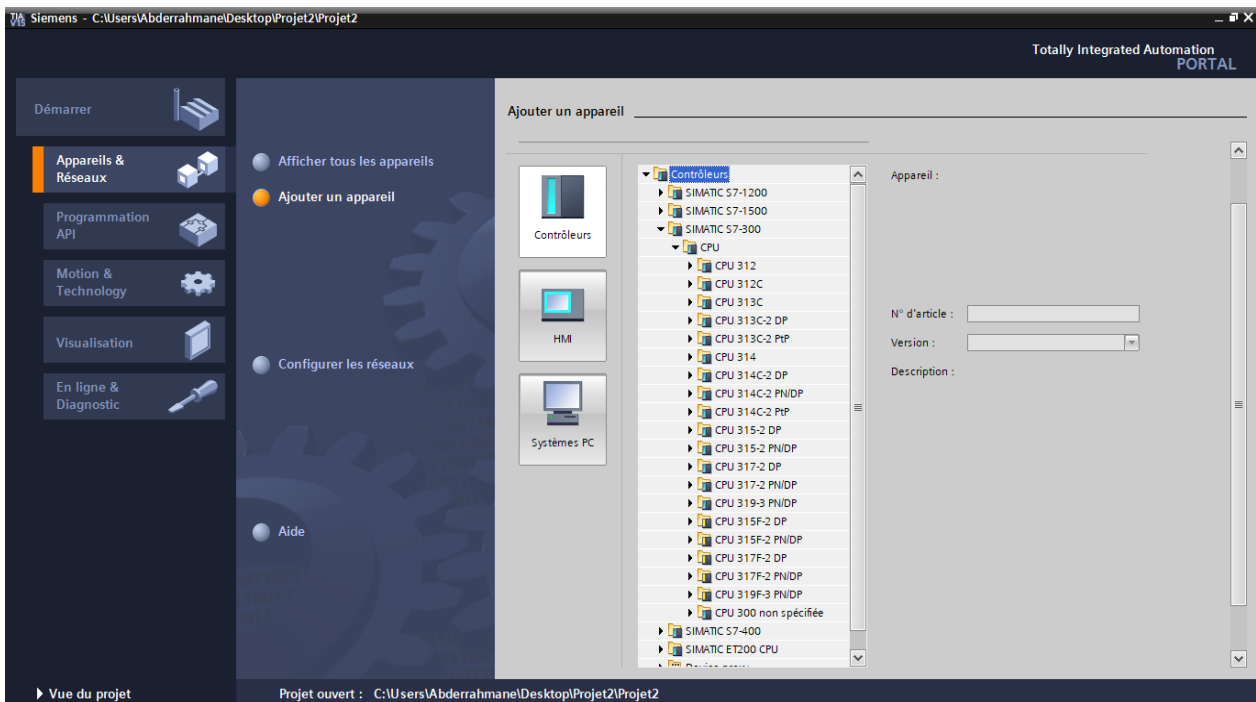 TIA V15 Siemens - C:\Users\Abderrahmane\Desktop\Projet2\Projet2
Totally Integrated Automation
PORTAL
Démarrer
Appareils &
Réseaux
Programmation
API
Motion &
Technology
Visualisation
En ligne &
Diagnostic
Afficher tous les appareils
Ajouter un appareil
Configurer les réseaux
Aide
Ajouter un appareil
Contrôleurs
HMI
Systèmes PC
Contrôleurs
SIMATIC S7-1200
SIMATIC S7-1500
SIMATIC S7-300
CPU
CPU 312
CPU 312C
CPU 313C
CPU 313C-2 DP
CPU 313C-2 PtP
CPU 314
CPU 314C-2 DP
CPU 314C-2 PN/DP
CPU 314C-2 PtP
CPU 315-2 DP
CPU 315-2 PN/DP
CPU 317-2 DP
CPU 317-2 PN/DP
CPU 319-3 PN/DP
CPU 315F-2 DP
CPU 315F-2 PN/DP
CPU 317F-2 DP
CPU 317F-2 PN/DP
CPU 319F-3 PN/DP
CPU 300 non spécifiée
SIMATIC S7-400
SIMATIC ET200 CPU
Appareil :
N° d'article :
Version :
Description :
Vue du projet
Projet ouvert : C:\Users\Abderrahmane\Desktop\Projet2\Projet2